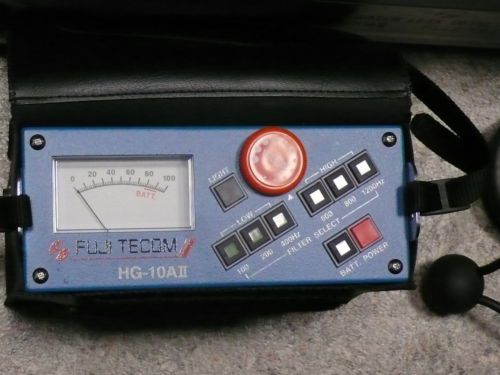 0 20 40 60 80 100
BATT.
LIGHT
HIGH
LOW
600 800 1200Hz
100 200 400Hz
FILTER SELECT
BATT. POWER
FUJI TECOM
HG-10AII